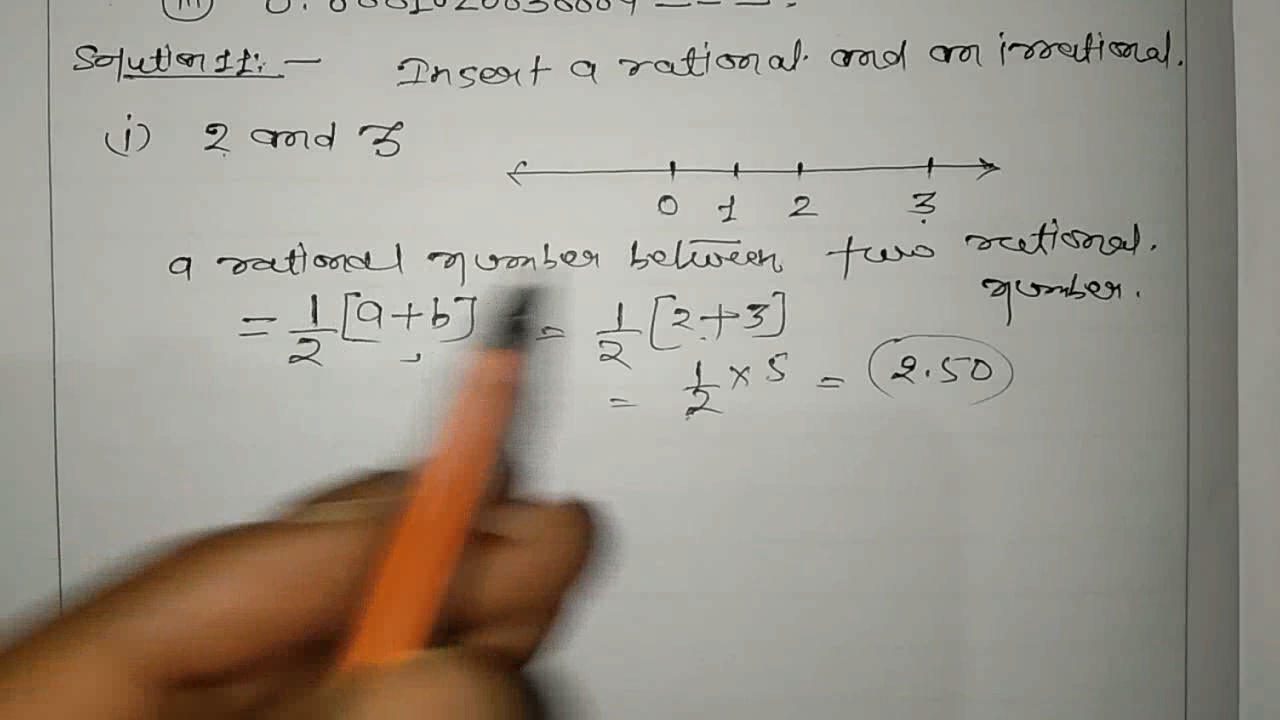 Solution 11:- Insert a rational and an irrational.
(i) 2 and 3
0 1 2 3
a rational number between two rational.
number.
= 1/2 [a+b] = 1/2 [2+3]
= 1/2 × 5 = 2.50